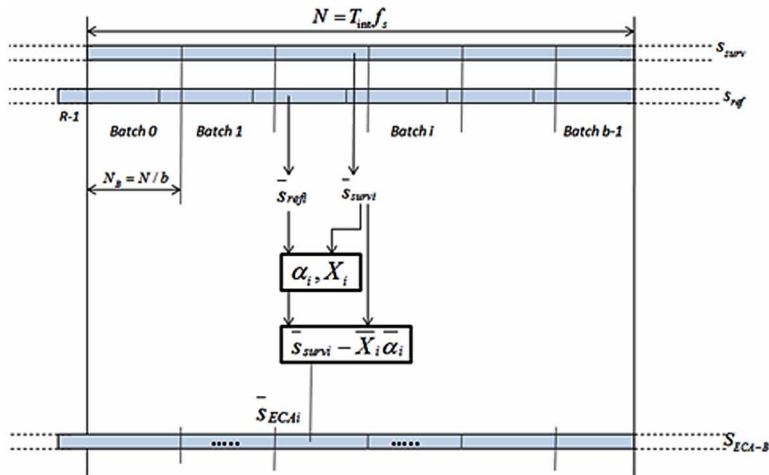 N = T_int f_s
s_surv
s_ref
R-1
Batch 0 Batch 1 Batch i Batch b-1
N_B = N / b
s̄_refi s̄_survi
α_i, X_i
s̄_survi − X̄_i ᾱ_i
s̄_ECAi
..... .....
S_ECA-B